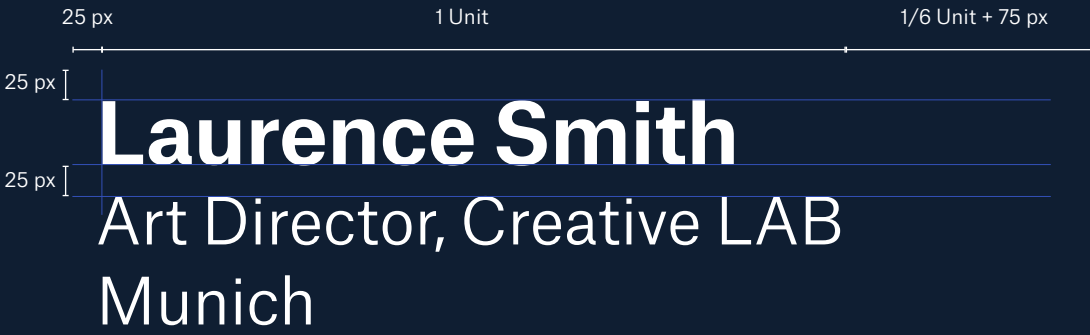 25 px
1 Unit
1/6 Unit + 75 px
25 px
Laurence Smith
25 px
Art Director, Creative LAB
Munich